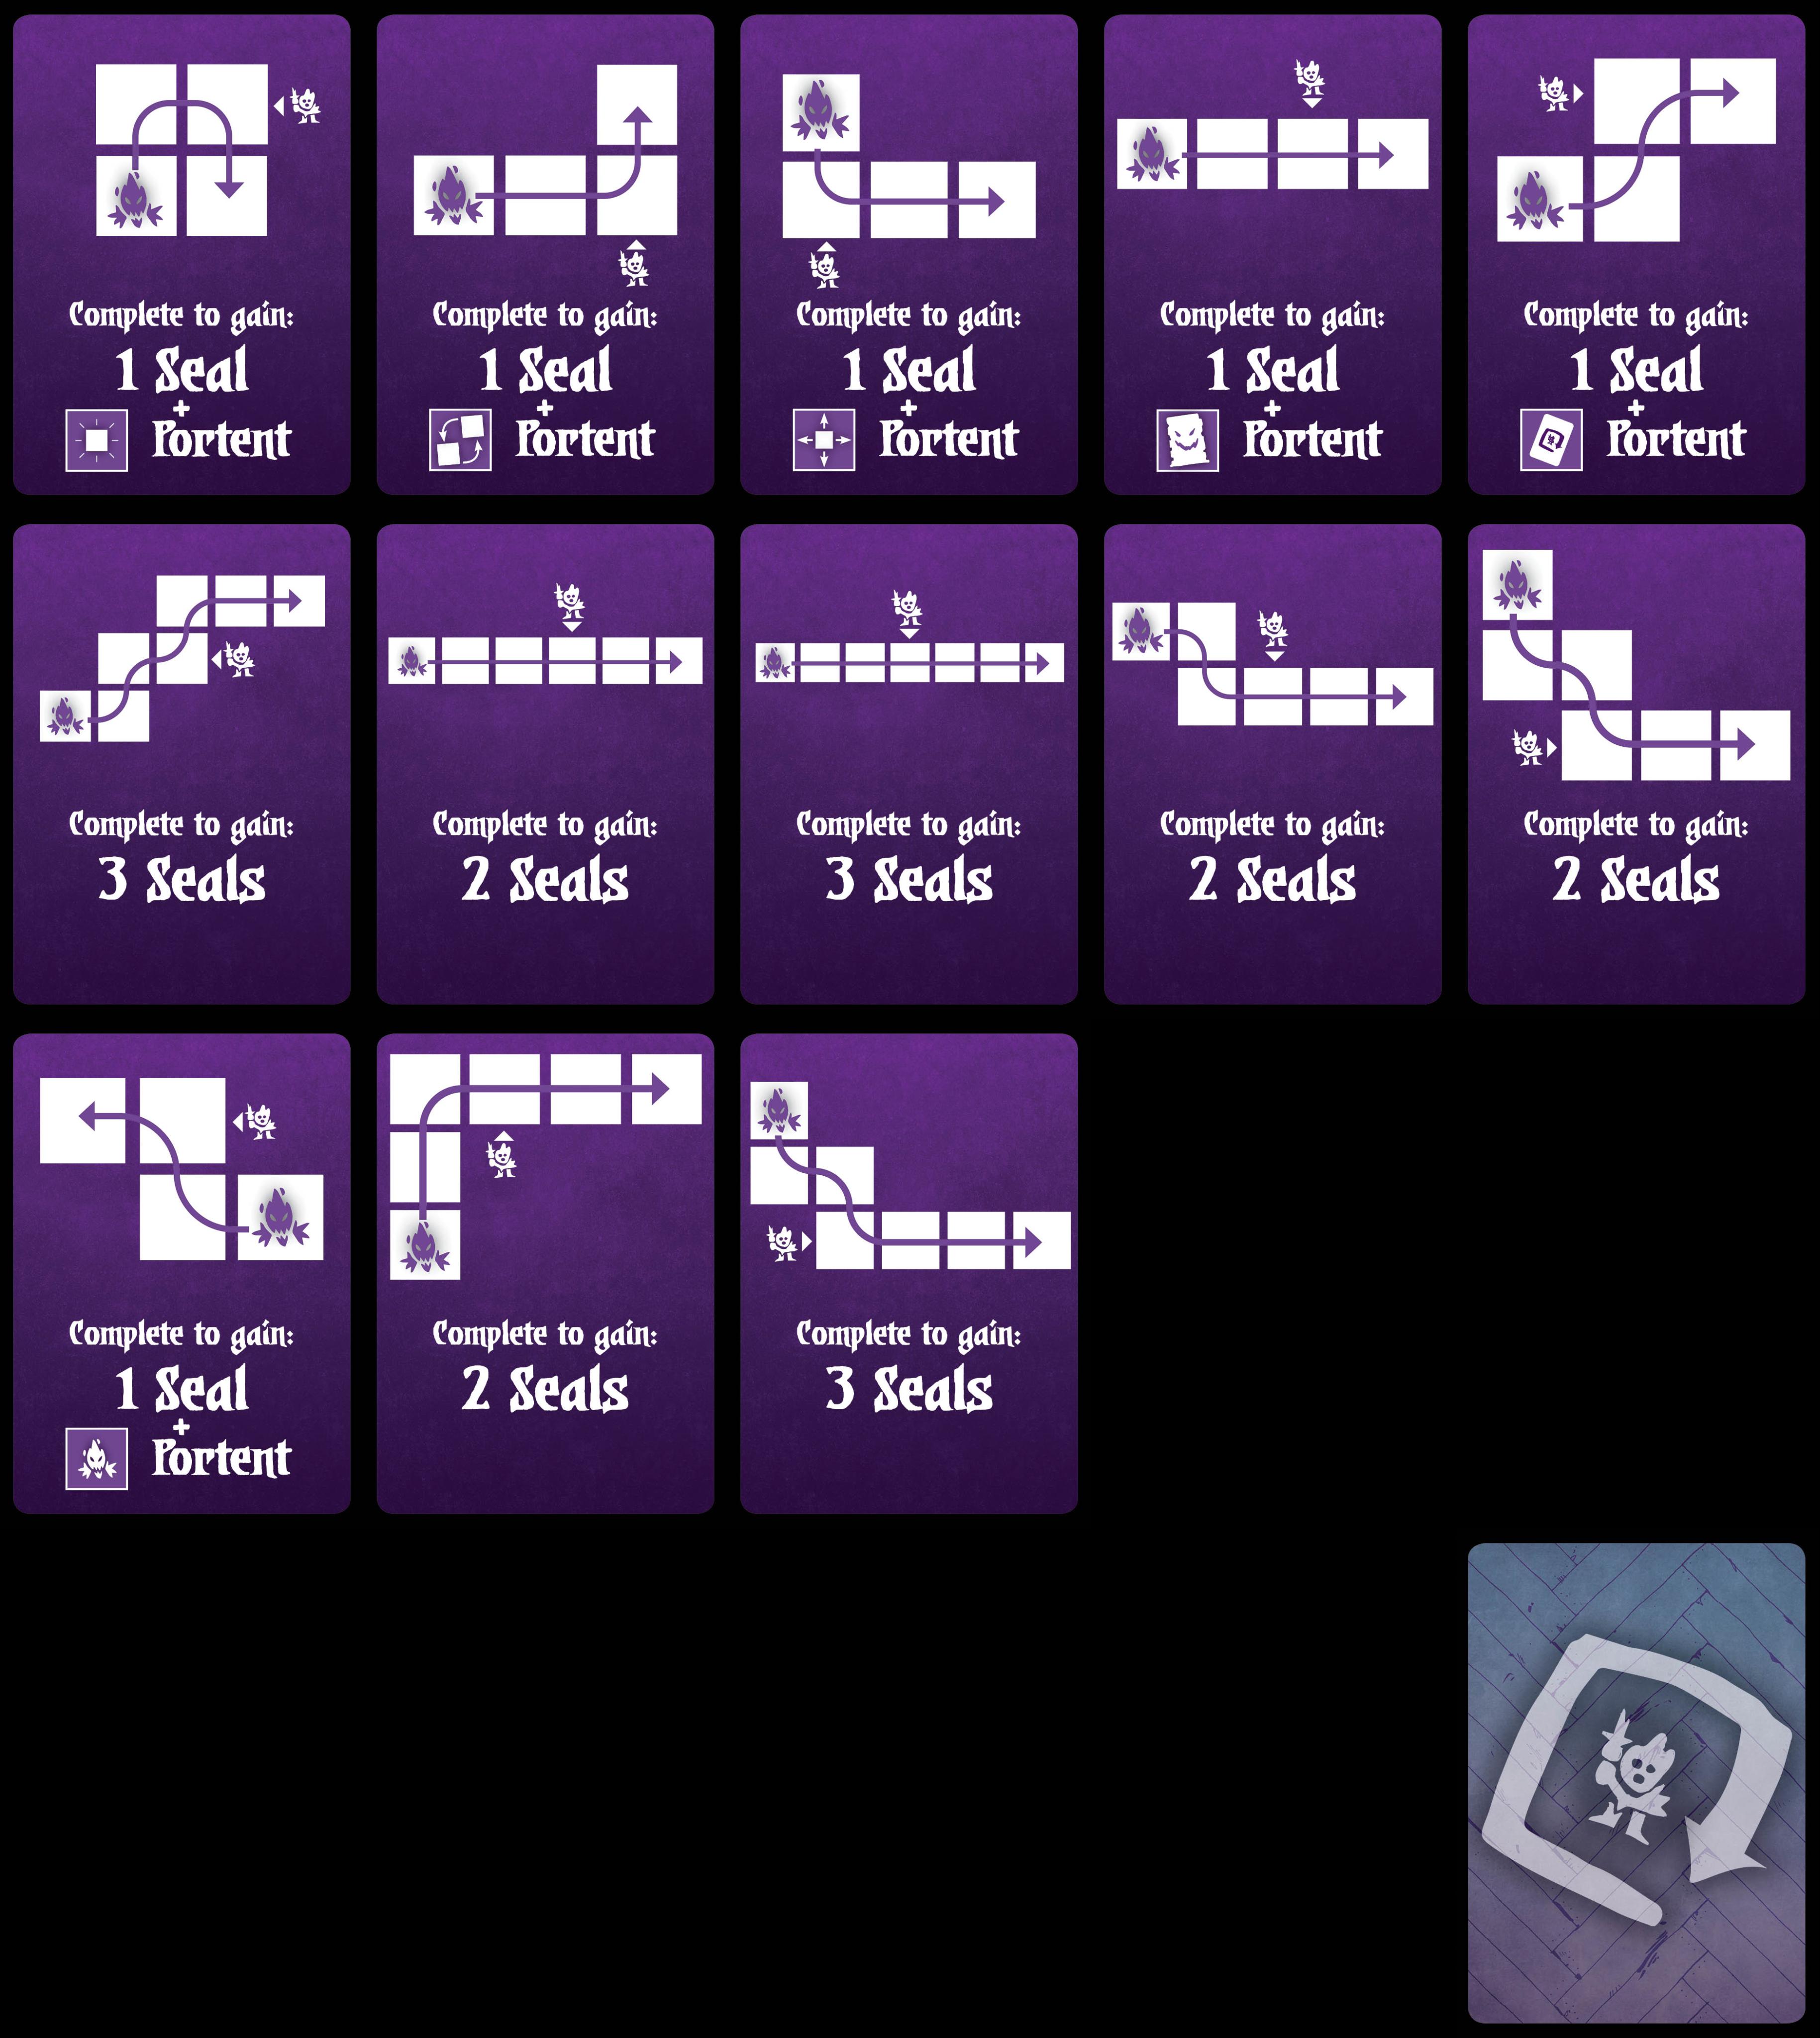 Complete to gain:
1 Seal
+
Portent
Complete to gain:
1 Seal
+
Portent
Complete to gain:
1 Seal
+
Portent
Complete to gain:
1 Seal
+
Portent
Complete to gain:
1 Seal
+
Portent
Complete to gain:
3 Seals
Complete to gain:
2 Seals
Complete to gain:
3 Seals
Complete to gain:
2 Seals
Complete to gain:
2 Seals
Complete to gain:
1 Seal
+
Portent
Complete to gain:
2 Seals
Complete to gain:
3 Seals